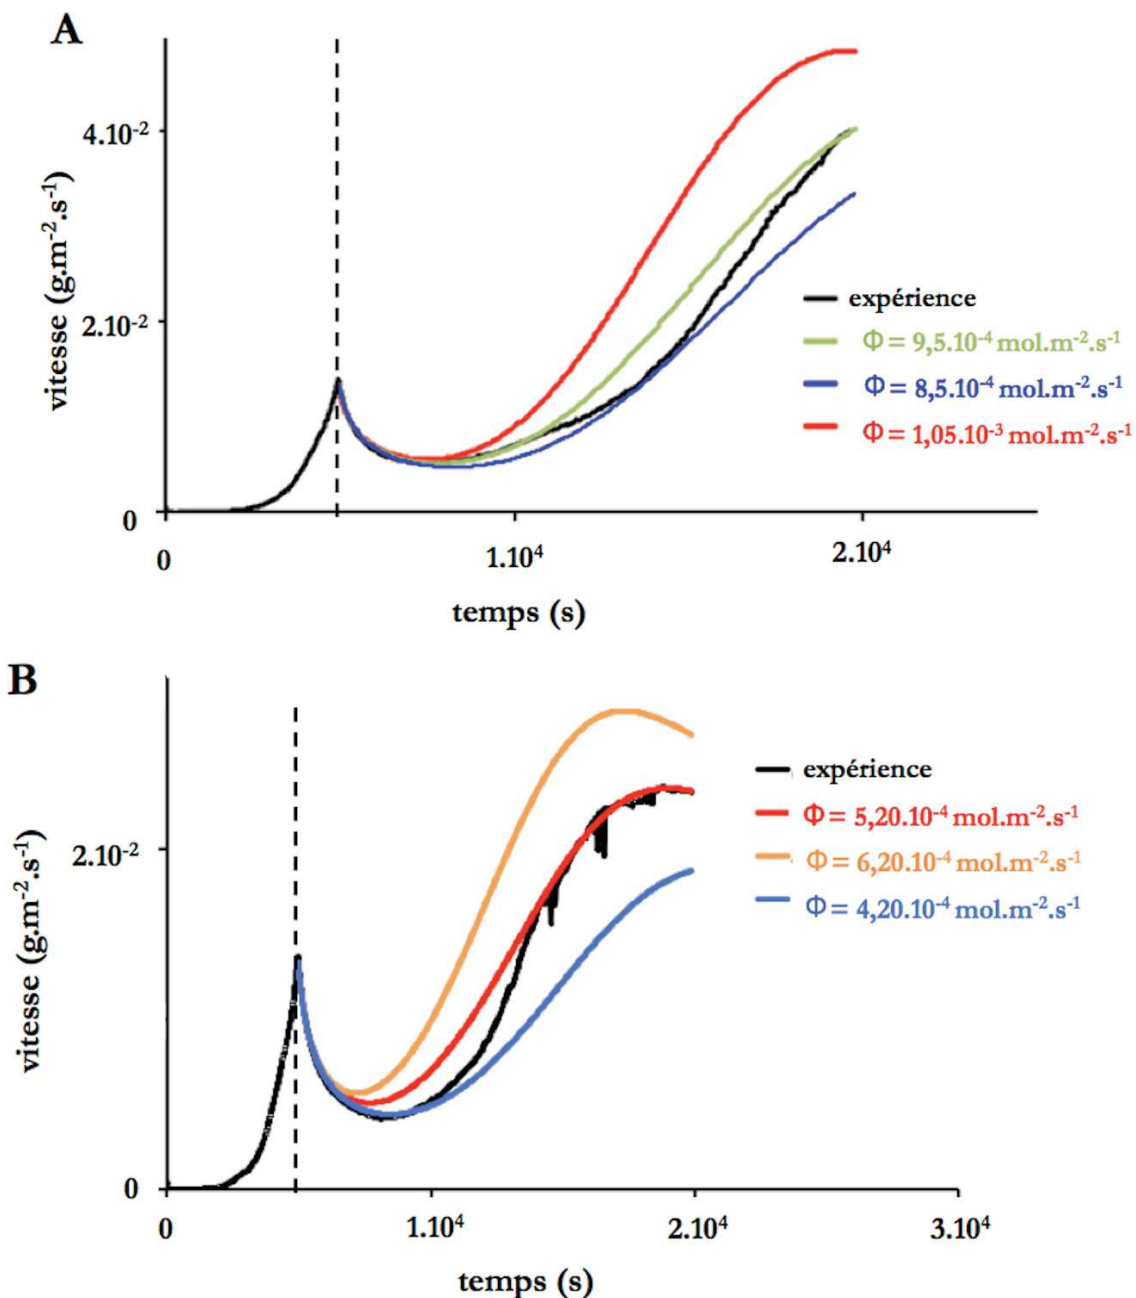 A
vitesse (g.m⁻².s⁻¹)
4.10⁻²
2.10⁻²
0
0
1.10⁴
2.10⁴
temps (s)
expérience
Φ = 9,5.10⁻⁴ mol.m⁻².s⁻¹
Φ = 8,5.10⁻⁴ mol.m⁻².s⁻¹
Φ = 1,05.10⁻³ mol.m⁻².s⁻¹
B
vitesse (g.m⁻².s⁻¹)
2.10⁻²
0
0
1.10⁴
2.10⁴
3.10⁴
temps (s)
expérience
Φ = 5,20.10⁻⁴ mol.m⁻².s⁻¹
Φ = 6,20.10⁻⁴ mol.m⁻².s⁻¹
Φ = 4,20.10⁻⁴ mol.m⁻².s⁻¹